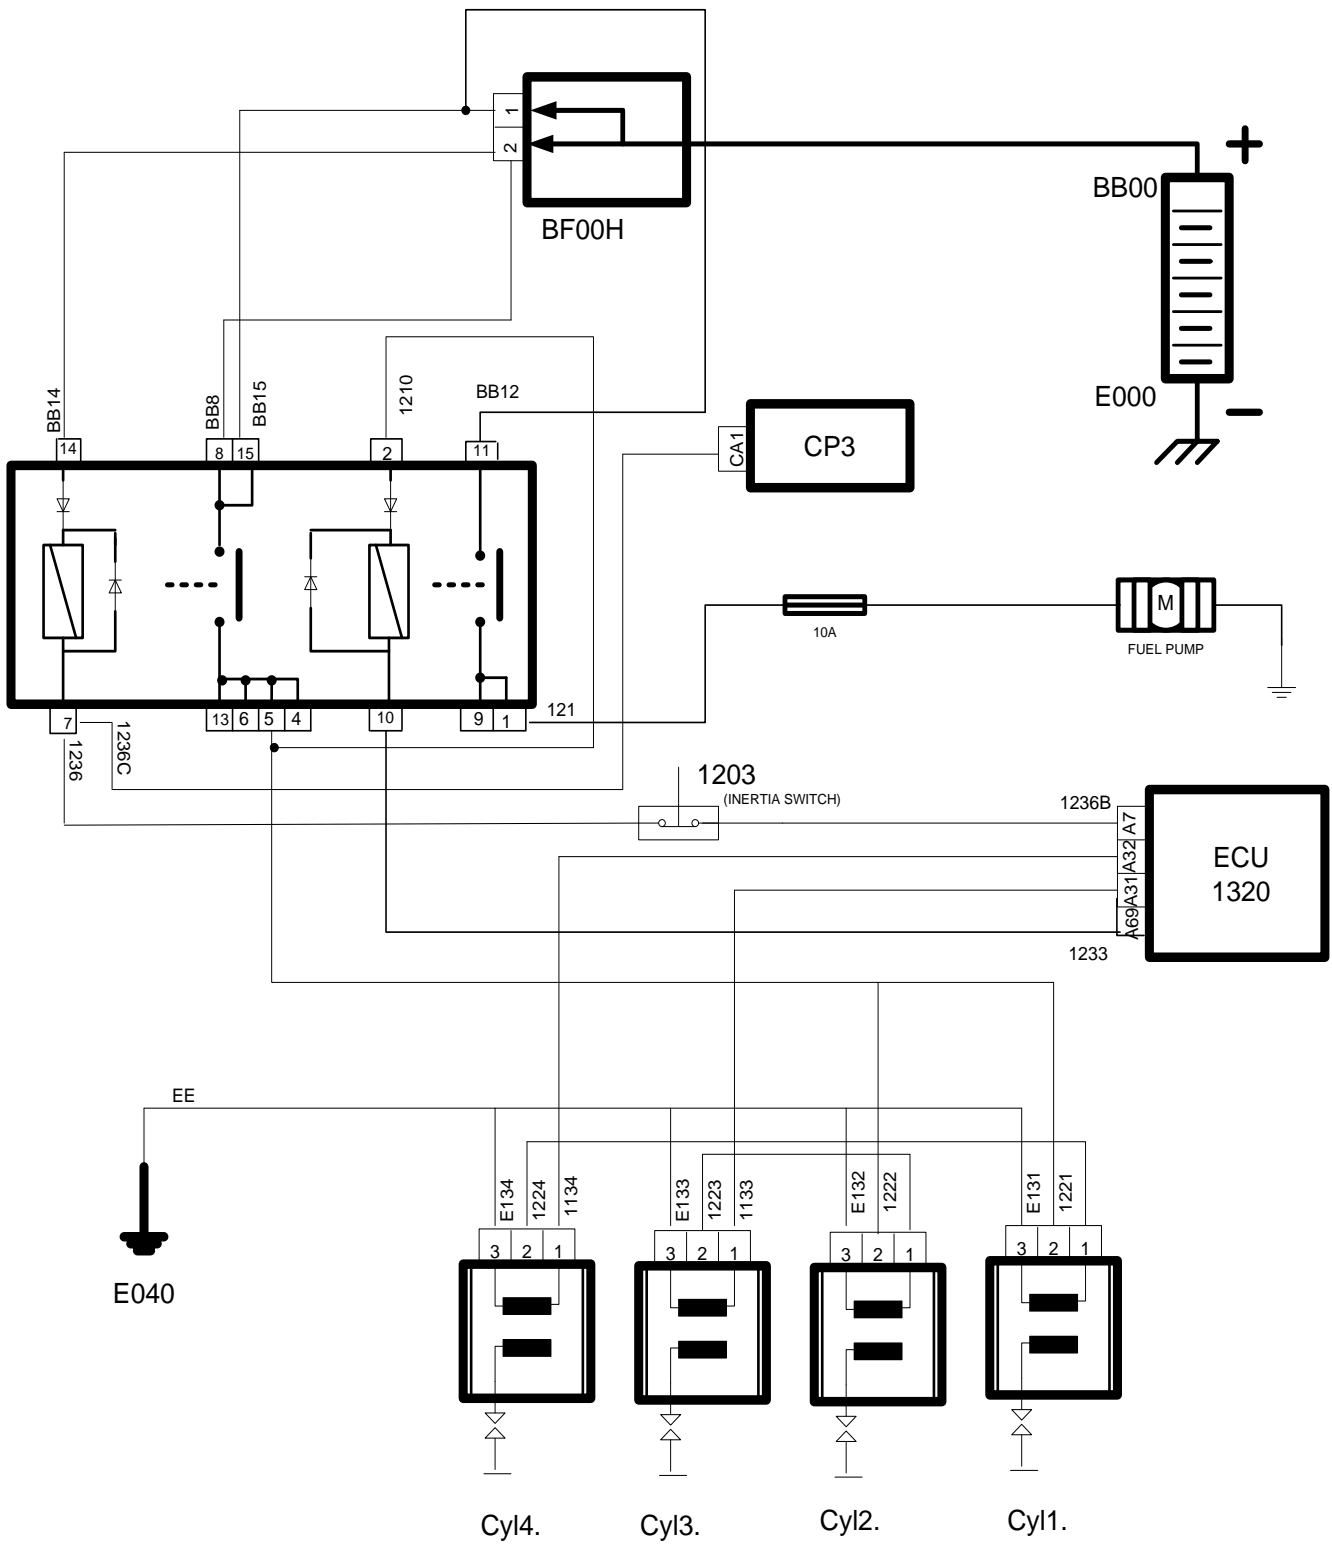 1
2
BF00H
+
BB00
E000
–
BB14
BB8
BB15
1210
BB12
14
8 15
2
11
CA1
CP3
10A
M
FUEL PUMP
7
13 6 5 4
10
9 1
121
1236
1236C
1203
(INERTIA SWITCH)
1236B
A7
A32
A31
A69
ECU
1320
1233
EE
E040
E134
1224
1134
E133
1223
1133
E132
1222
E131
1221
3 2 1
3 2 1
3 2 1
3 2 1
Cyl4.
Cyl3.
Cyl2.
Cyl1.